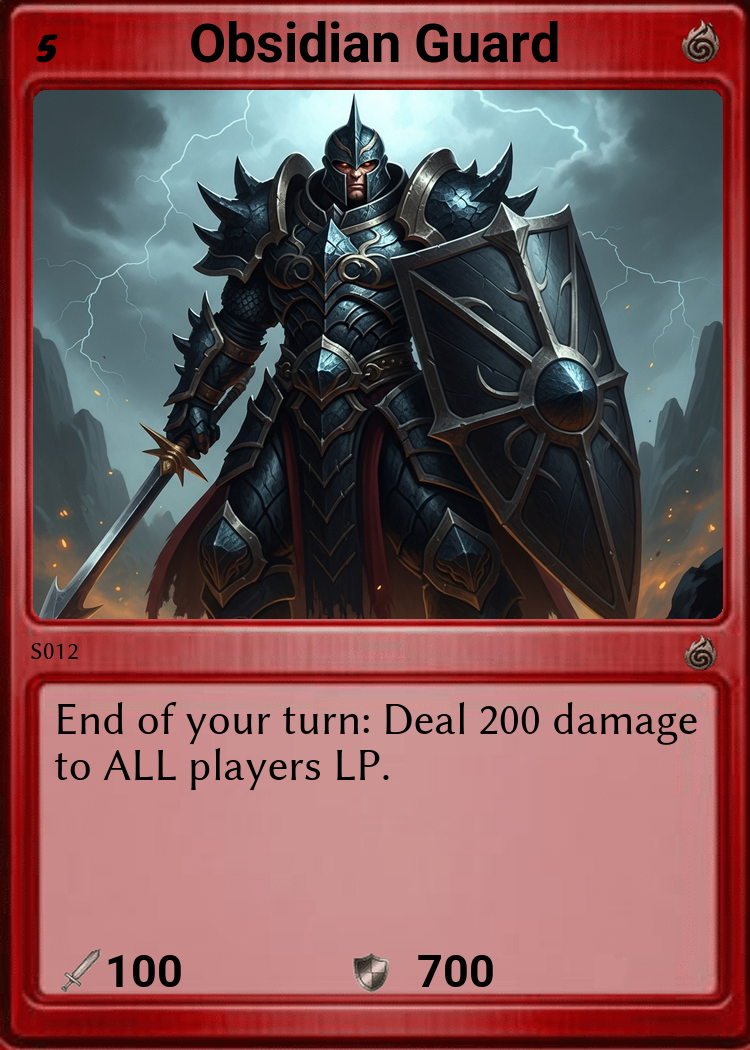 5 Obsidian Guard
S012
End of your turn: Deal 200 damage
to ALL players LP.
100 700